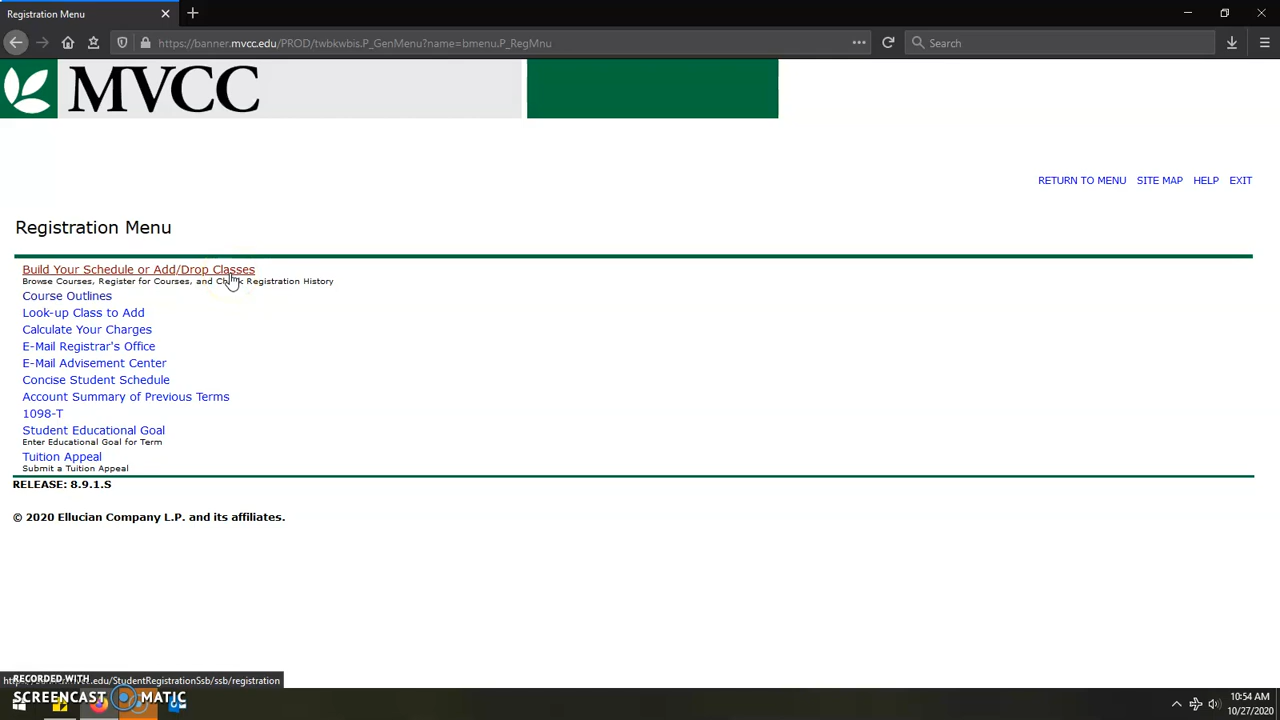 Registration Menu
https://banner.mvcc.edu/PROD/twbkwbis.P_GenMenu?name=bmenu.P_RegMnu
Search
MVCC
RETURN TO MENU SITE MAP HELP EXIT
Registration Menu
Build Your Schedule or Add/Drop Classes
Browse Courses, Register for Courses, and Check Registration History
Course Outlines
Look-up Class to Add
Calculate Your Charges
E-Mail Registrar's Office
E-Mail Advisement Center
Concise Student Schedule
Account Summary of Previous Terms
1098-T
Student Educational Goal
Enter Educational Goal for Term
Tuition Appeal
Submit a Tuition Appeal
RELEASE: 8.9.1.S
© 2020 Ellucian Company L.P. and its affiliates.
.edu/StudentRegistrationSsb/ssb/registration
RECORDED WITH
SCREENCAST MATIC
10:54 AM
10/27/2020